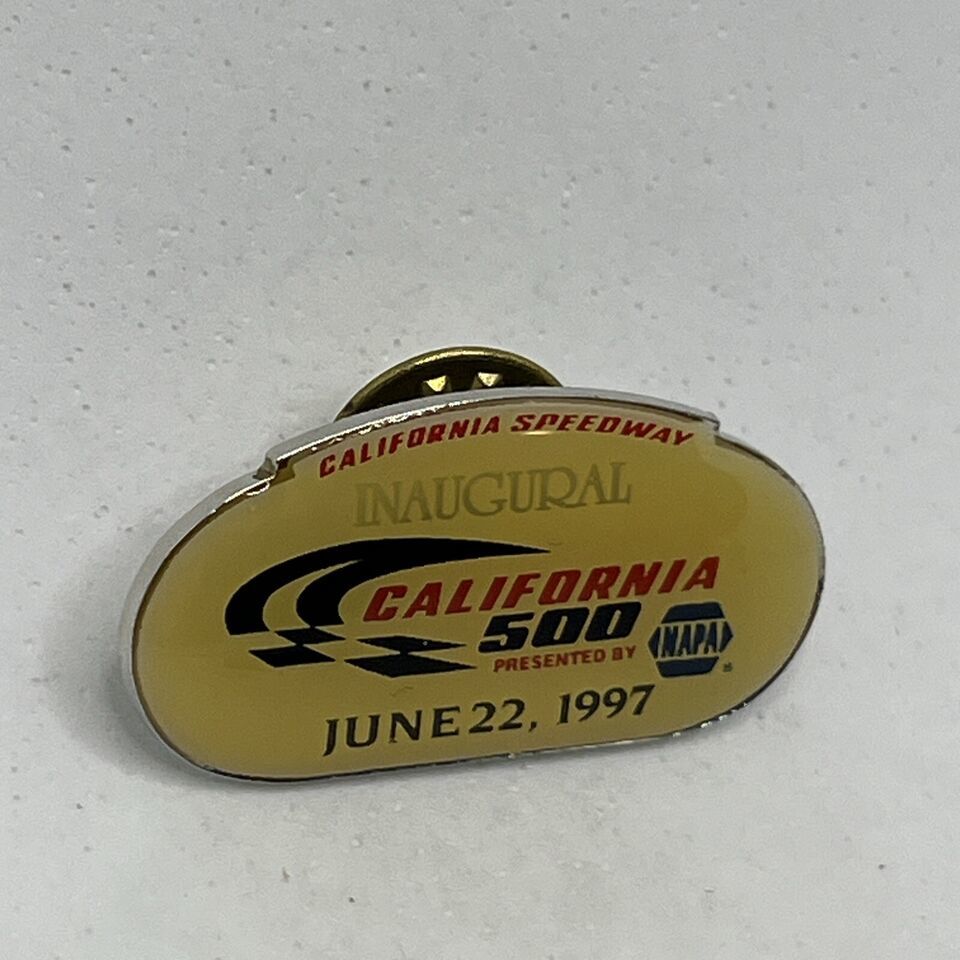 CALIFORNIA SPEEDWAY
INAUGURAL
CALIFORNIA
500
PRESENTED BY NAPA
JUNE 22, 1997